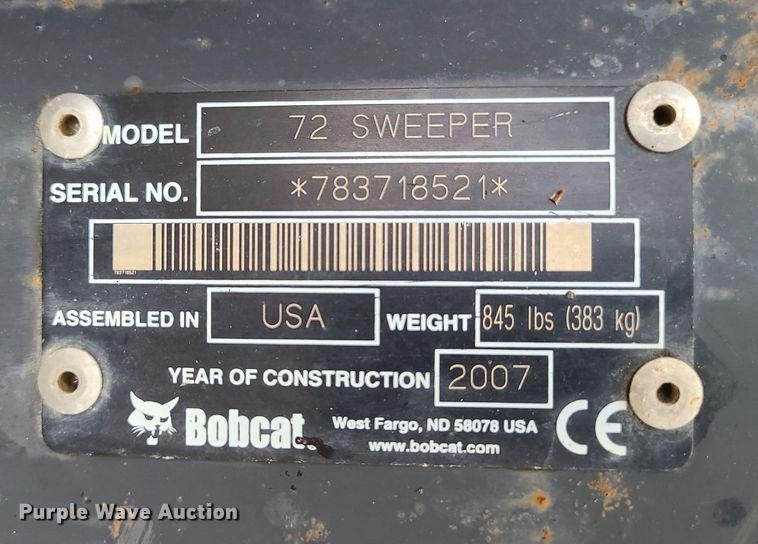 MODEL 72 SWEEPER
SERIAL NO. *783718521*
783718521
ASSEMBLED IN USA WEIGHT 845 lbs (383 kg)
YEAR OF CONSTRUCTION 2007
Bobcat. West Fargo, ND 58078 USA
www.bobcat.com
CE
Purple Wave Auction